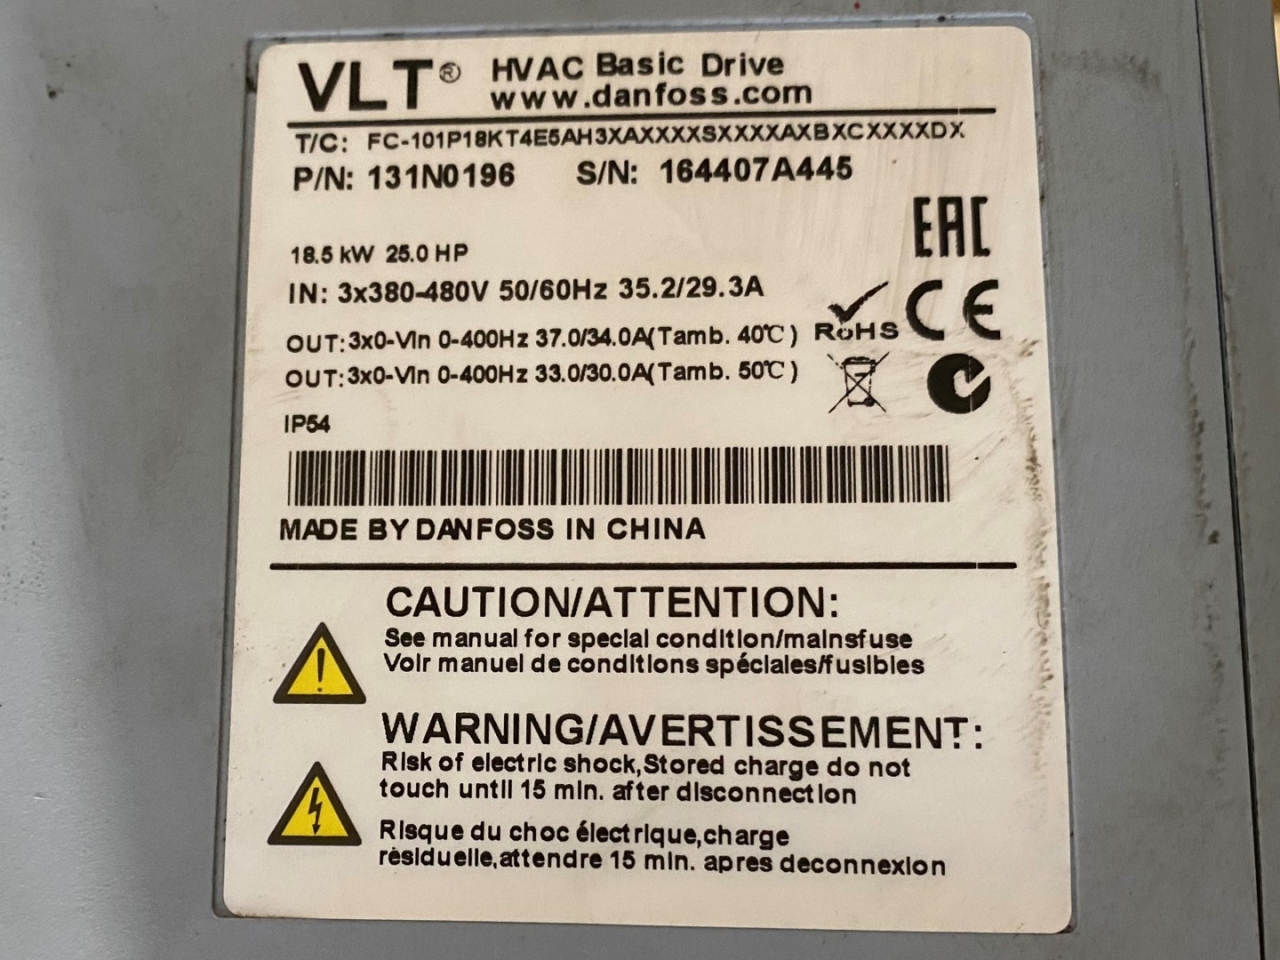 VLT® HVAC Basic Drive
www.danfoss.com
T/C: FC-101P18KT4E5AH3XAXXXXSXXXXAXBXCXXXXDX
P/N: 131N0196 S/N: 164407A445
EAC
18.5 kW 25.0 HP
IN: 3x380-480V 50/60Hz 35.2/29.3A
OUT:3x0-Vin 0-400Hz 37.0/34.0A(Tamb. 40℃)
RoHS CE
OUT:3x0-Vin 0-400Hz 33.0/30.0A(Tamb. 50℃)
IP54
MADE BY DANFOSS IN CHINA
CAUTION/ATTENTION:
See manual for special condition/mainsfuse
Voir manuel de conditions spéciales/fusibles
WARNING/AVERTISSEMENT:
Risk of electric shock,Stored charge do not
touch until 15 min. after disconnection
Risque du choc électrique,charge
rèsiduelle,attendre 15 min. apres deconnexion